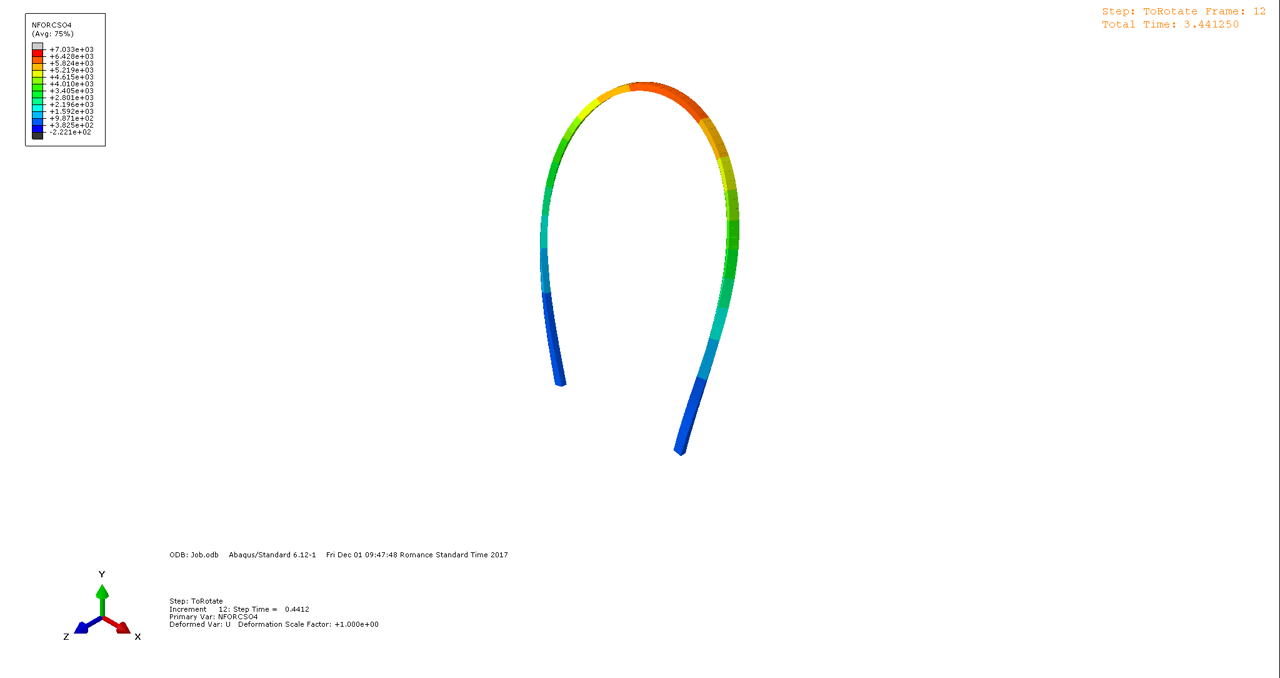 NFORCSO4
(Avg: 75%)
+7.033e+03
+6.428e+03
+5.824e+03
+5.219e+03
+4.615e+03
+4.010e+03
+3.405e+03
+2.801e+03
+2.196e+03
+1.592e+03
+9.871e+02
+3.825e+02
-2.221e+02
Step: ToRotate Frame: 12
Total Time: 3.441250
ODB: Job.odb Abaqus/Standard 6.12-1 Fri Dec 01 09:47:48 Romance Standard Time 2017
Y
Z
X
Step: ToRotate
Increment 12: Step Time = 0.4412
Primary Var: NFORCSO4
Deformed Var: U Deformation Scale Factor: +1.000e+00